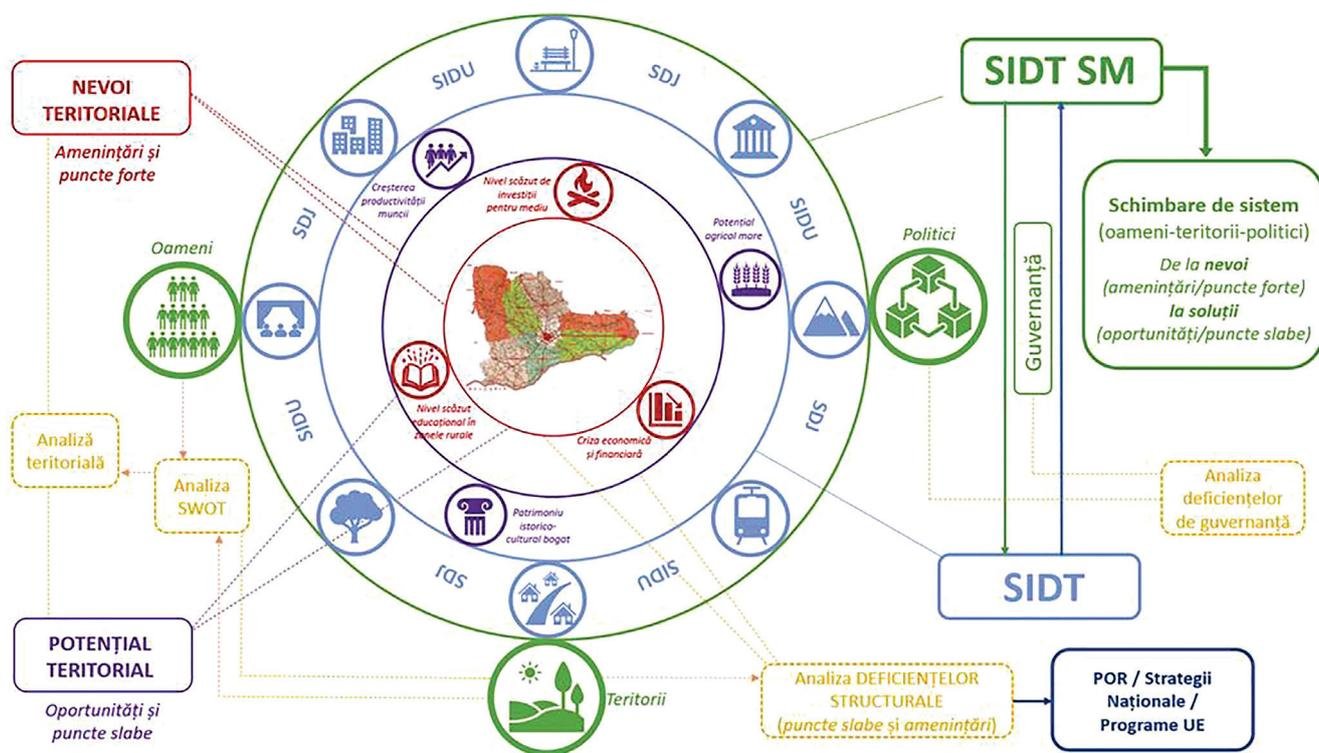 NEVOI
TERITORIALE
Amenințări și
puncte forte
Oameni
Analiză
teritorială
Analiza
SWOT
POTENȚIAL
TERITORIAL
Oportunități și
puncte slabe
SIDU
SDJ
SIDU
SDJ
SIDU
SDJ
SIDU
SDJ
Creșterea
productivității
muncii
Nivel scăzut de
investiții
pentru mediu
Potențial
agricol mare
Nivel scăzut
educațional în
zonele rurale
Criza economică
și financiară
Patrimoniu
istorico-
cultural bogat
Teritorii
Politici
SIDT SM
Guvernanță
Schimbare de sistem
(oameni-teritorii-politici)
De la nevoi
(amenințări/puncte forte)
la soluții
(oportunități/puncte slabe)
Analiza
deficiențelor
de guvernanță
SIDT
Analiza DEFICIENȚELOR
STRUCTURALE
(puncte slabe și amenințări)
POR / Strategii
Naționale /
Programe UE